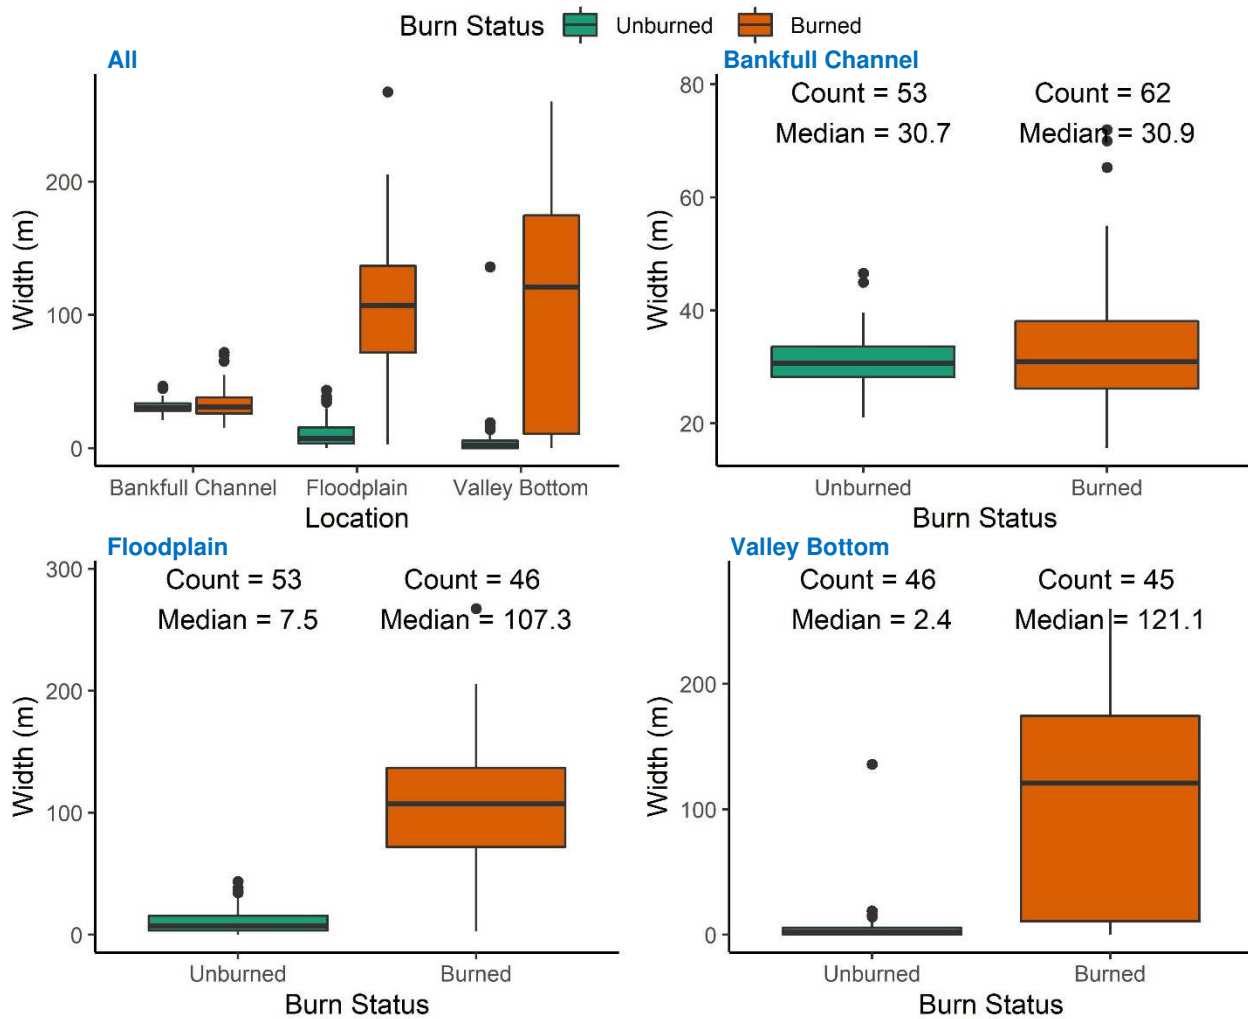 Burn Status Unburned Burned
All
Width (m)
200
100
0
Bankfull Channel Floodplain Valley Bottom
Location
Bankfull Channel
Count = 53 Count = 62
Median = 30.7 Median = 30.9
Width (m)
80
60
40
20
Unburned Burned
Burn Status
Floodplain
Count = 53 Count = 46
Median = 7.5 Median = 107.3
Width (m)
300
200
100
0
Unburned Burned
Burn Status
Valley Bottom
Count = 46 Count = 45
Median = 2.4 Median = 121.1
Width (m)
200
100
0
Unburned Burned
Burn Status